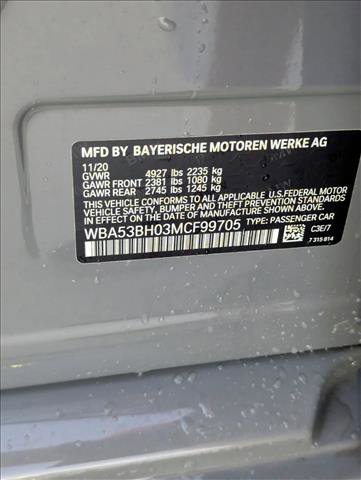 MFD BY BAYERISCHE MOTOREN WERKE AG
11/20
GVWR 4927 lbs 2235 kg
GAWR FRONT 2381 lbs 1080 kg
GAWR REAR 2745 lbs 1245 kg
THIS VEHICLE CONFORMS TO ALL APPLICABLE U.S. FEDERAL MOTOR
VEHICLE SAFETY, BUMPER, AND THEFT PREVENTION STANDARDS
IN EFFECT ON THE DATE OF MANUFACTURE SHOWN ABOVE.
WBA53BH03MCF99705 TYPE: PASSENGER CAR
C3E/7
7 315 814